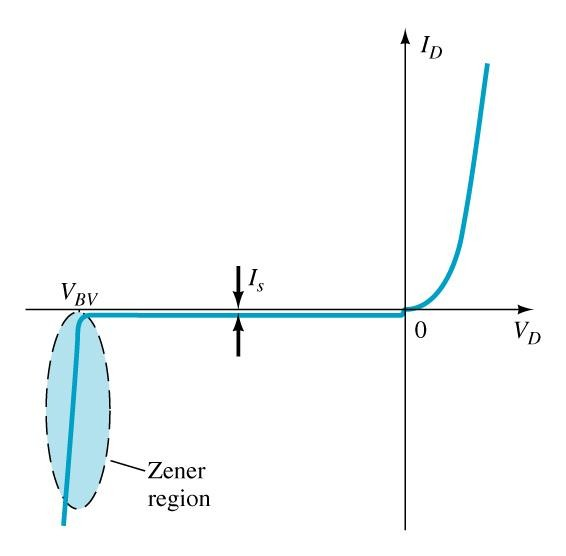 I_D
I_s
V_BV
0
V_D
Zener
region